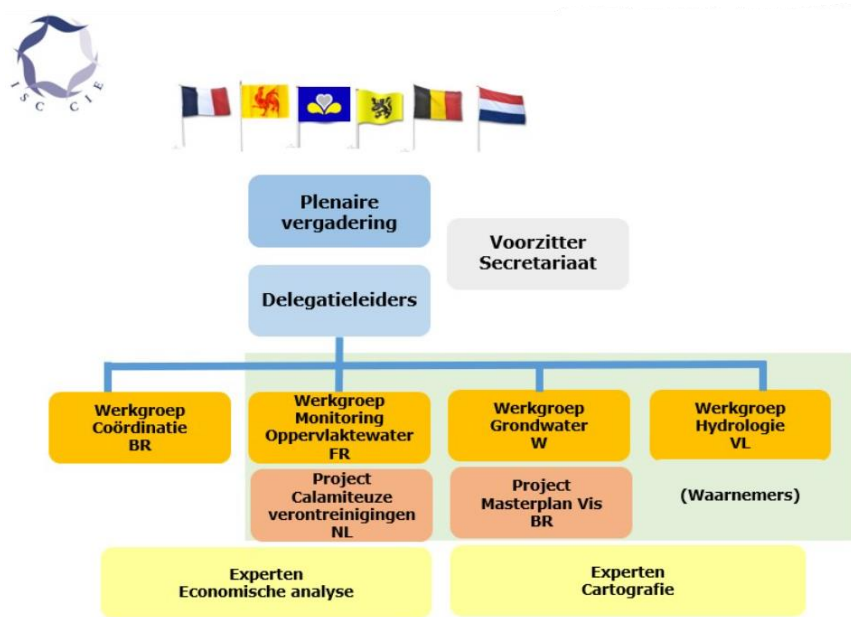 ISC CIE
Plenaire
vergadering
Voorzitter
Secretariaat
Delegatieleiders
Werkgroep
Coördinatie
BR
Werkgroep
Monitoring
Oppervlaktewater
FR
Werkgroep
Grondwater
W
Werkgroep
Hydrologie
VL
Project
Calamiteuze
verontreinigingen
NL
Project
Masterplan Vis
BR
(Waarnemers)
Experten
Economische analyse
Experten
Cartografie